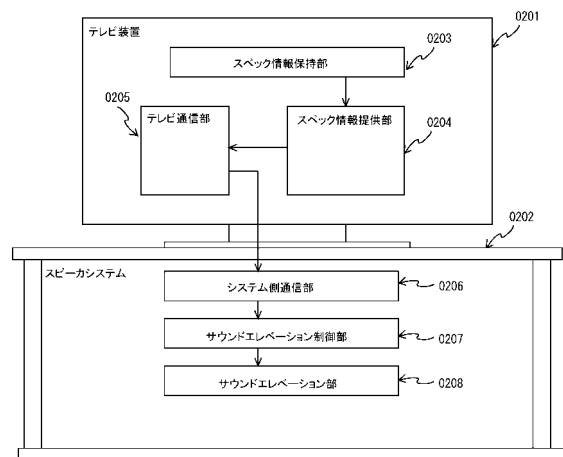 テレビ装置
0201
スペック情報保持部
0203
0205
テレビ通信部
スペック情報提供部
0204
0202
スピーカシステム
システム側通信部
0206
サウンドエレベーション制御部
0207
サウンドエレベーション部
0208